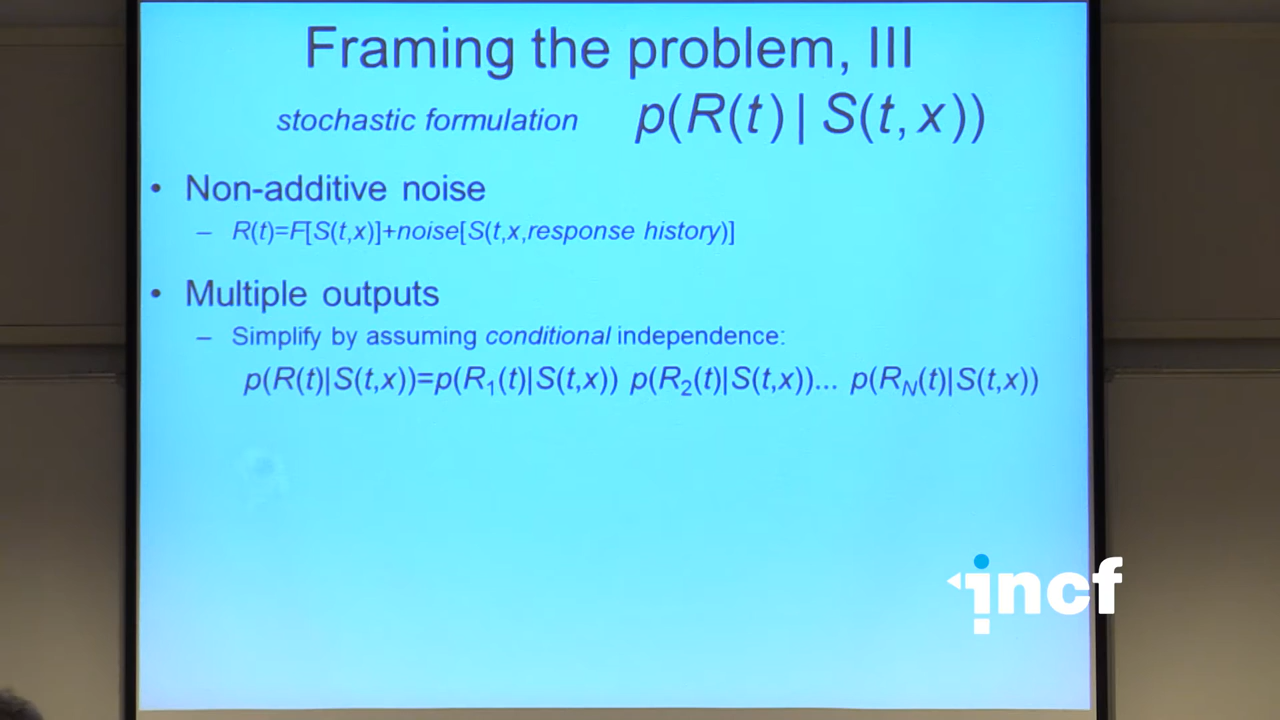 Framing the problem, III
stochastic formulation p(R(t) | S(t, x))
• Non-additive noise
– R(t)=F[S(t,x)]+noise[S(t,x,response history)]
• Multiple outputs
– Simplify by assuming conditional independence:
p(R(t)|S(t,x))=p(R₁(t)|S(t,x)) p(R₂(t)|S(t,x))... p(R_N(t)|S(t,x))
incf